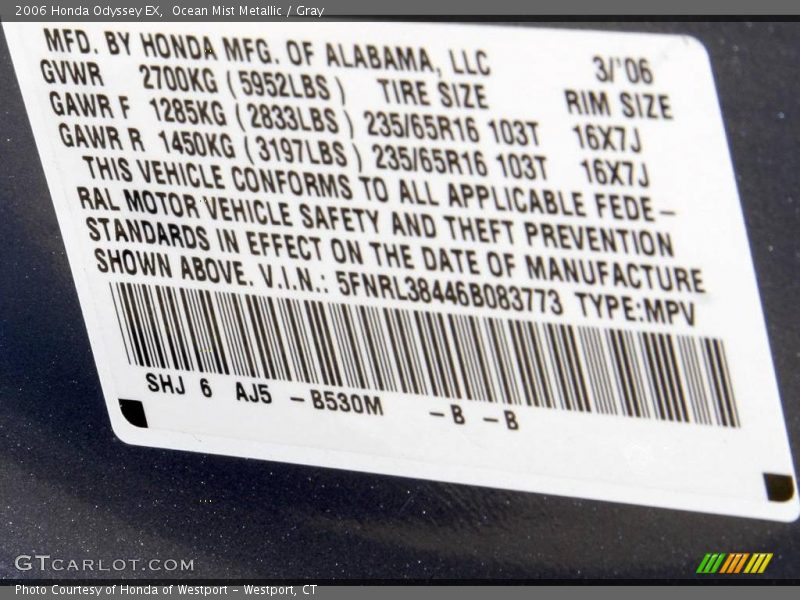 2006 Honda Odyssey EX,  Ocean Mist Metallic / Gray
MFD. BY HONDA MFG. OF ALABAMA, LLC 3/'06
GVWR 2700KG (5952LBS) TIRE SIZE RIM SIZE
GAWR F 1285KG (2833LBS) 235/65R16 103T 16X7J
GAWR R 1450KG (3197LBS) 235/65R16 103T 16X7J
THIS VEHICLE CONFORMS TO ALL APPLICABLE FEDE-
RAL MOTOR VEHICLE SAFETY AND THEFT PREVENTION
STANDARDS IN EFFECT ON THE DATE OF MANUFACTURE
SHOWN ABOVE. V.I.N.: 5FNRL38446B083773 TYPE:MPV
SHJ 6 AJ5 -B530M -B -B
GTCARLOT.COM
Photo Courtesy of Honda of Westport - Westport, CT